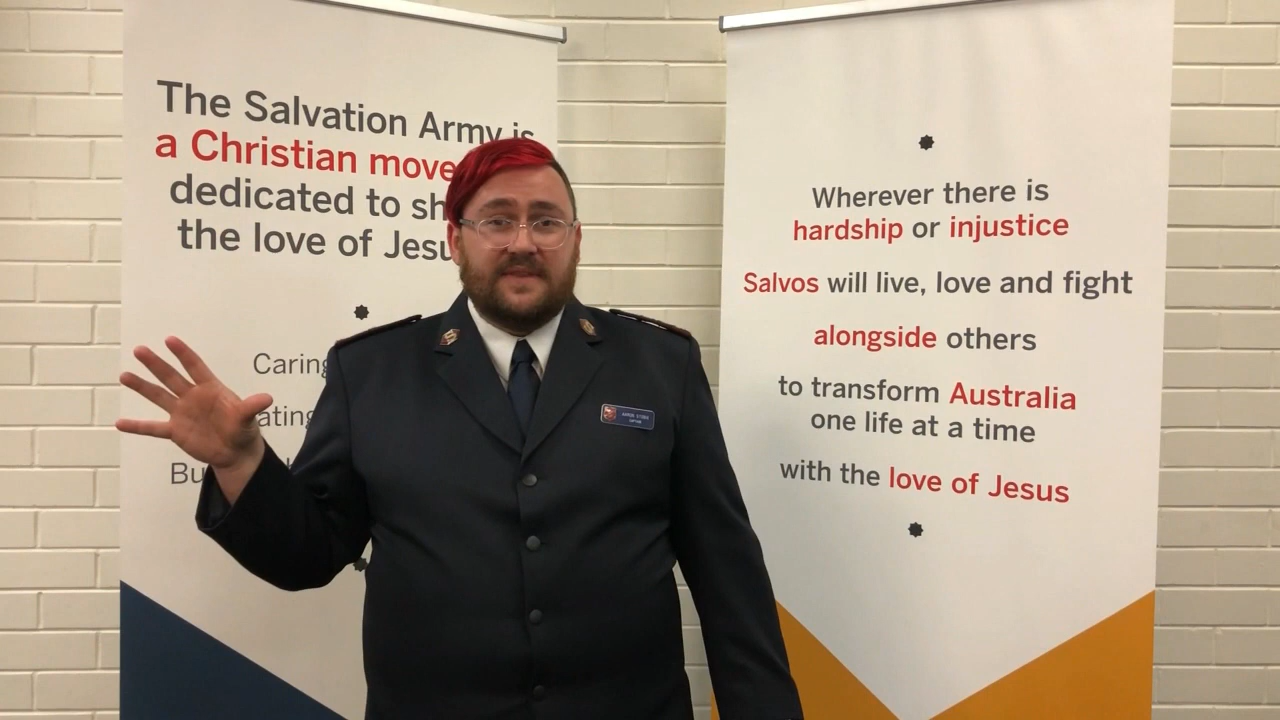 The Salvation Army is
a Christian move
dedicated to sh
the love of Jesu
Caring
ating
Bu
Wherever there is
hardship or injustice
Salvos will live, love and fight
alongside others
to transform Australia
one life at a time
with the love of Jesus